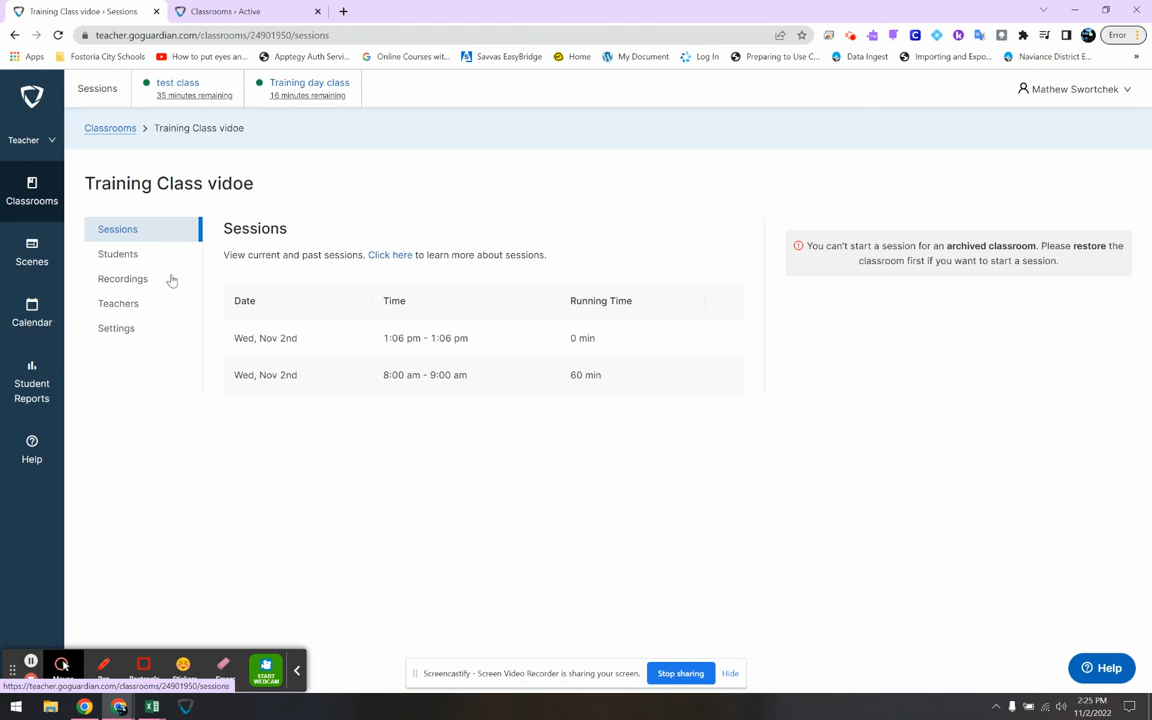 Training Class vidoe › Sessions
Classrooms › Active
teacher.goguardian.com/classrooms/24901950/sessions
Error
Apps
Fostoria City Schools
How to put eyes an...
Apptegy Auth Servi...
Online Courses wit...
Savvas EasyBridge
Home
My Document
Log In
Preparing to Use C...
Data Ingest
Importing and Expo...
Naviance District E...
»
Sessions
test class
35 minutes remaining
Training day class
16 minutes remaining
Mathew Swortchek
Teacher
Classrooms > Training Class vidoe
Classrooms
Scenes
Calendar
Student
Reports
Help
Training Class vidoe
Sessions
Students
Recordings
Teachers
Settings
Sessions
View current and past sessions. Click here to learn more about sessions.
Date Time Running Time
Wed, Nov 2nd 1:06 pm - 1:06 pm 0 min
Wed, Nov 2nd 8:00 am - 9:00 am 60 min
You can't start a session for an archived classroom. Please restore the
classroom first if you want to start a session.
START
WEBCAM
Screencastify - Screen Video Recorder is sharing your screen.
Stop sharing
Hide
Help
https://teacher.goguardian.com/classrooms/24901950/sessions
2:25 PM
11/2/2022